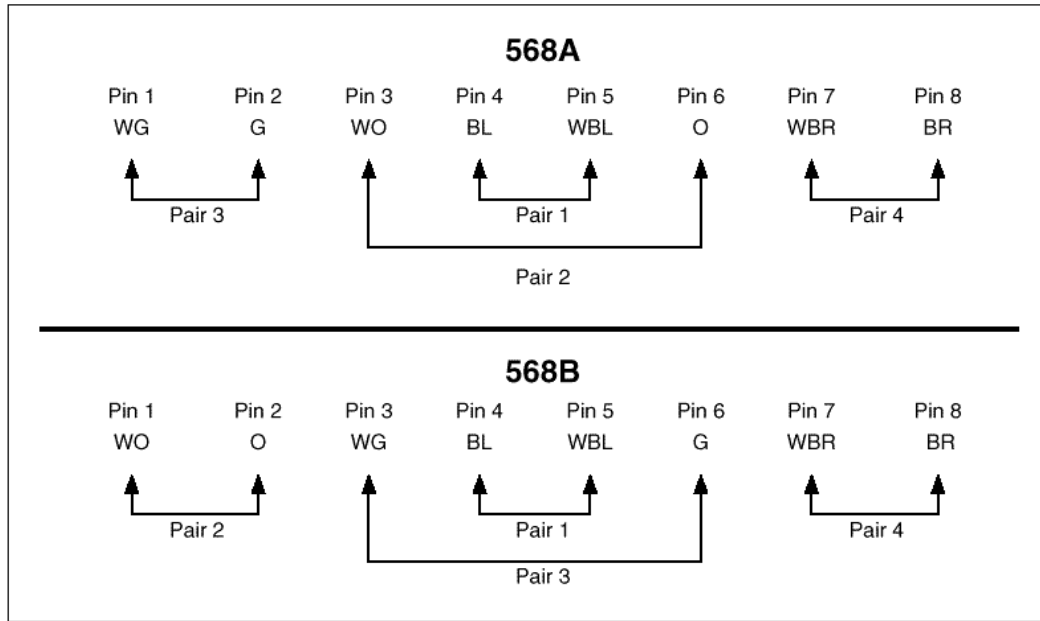 568A
Pin 1 Pin 2 Pin 3 Pin 4 Pin 5 Pin 6 Pin 7 Pin 8
WG G WO BL WBL O WBR BR
Pair 3 Pair 1 Pair 4
Pair 2
568B
Pin 1 Pin 2 Pin 3 Pin 4 Pin 5 Pin 6 Pin 7 Pin 8
WO O WG BL WBL G WBR BR
Pair 2 Pair 1 Pair 4
Pair 3